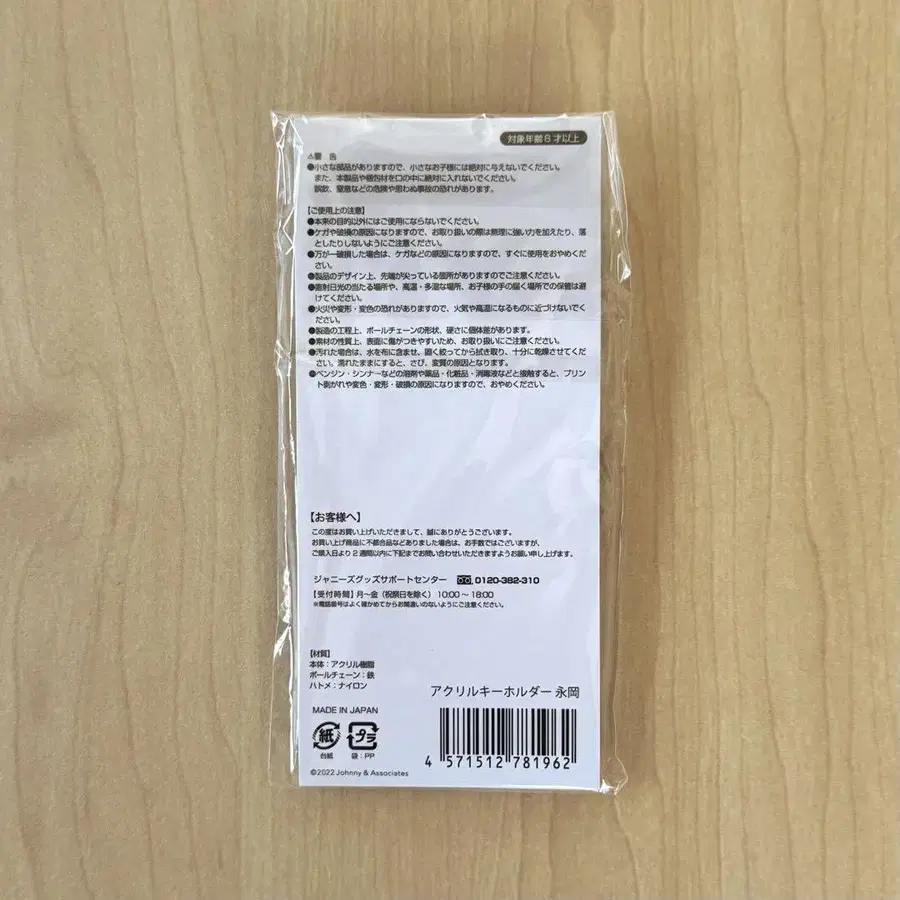 対象年齢6才以上
⚠警 告
●小さな部品がありますので、小さなお子様には絶対に与えないでください。
また、本製品や梱包材を口の中に絶対に入れないでください。
誤飲、窒息などの危険や思わぬ事故の恐れがあります。
【ご使用上の注意】
●本来の目的以外にはご使用にならないでください。
●ケガや破損の原因になりますので、お取り扱いの際は無理に強い力を加えたり、落
としたりしないようにご注意ください。
●万が一破損した場合は、ケガなどの原因になりますので、すぐに使用をおやめくだ
さい。
●製品のデザイン上、先端が尖っている箇所がありますのでご注意ください。
●直射日光の当たる場所や、高温・多湿な場所、お子様の手の届く場所での保管は避
けてください。
●火災や変形・変色の恐れがありますので、火気や高温になるものに近づけないでく
ださい。
●製造の工程上、ボールチェーンの形状、硬さに個体差があります。
●素材の性質上、表面に傷がつきやすいため、お取り扱いにご注意ください。
●汚れた場合は、水を布に含ませ、固く絞ってから拭き取り、十分に乾燥させてくだ
さい。濡れたままにすると、さび、変質の原因となります。
●ベンジン・シンナーなどの溶剤や薬品・化粧品・消毒液などと接触すると、プリン
ト剥がれや変色・変形・破損の原因になりますので、おやめください。
【お客様へ】
この度はお買い上げいただきまして、誠にありがとうございます。
お買い上げ商品に不都合品などありました場合は、お手数ではございますが、
ご購入日より2週間以内に下記までお問い合わせいただきますようお願い申し上げます。
ジャニーズグッズサポートセンター 0120-382-310
【受付時間】月〜金（祝祭日を除く）10:00〜18:00
※電話番号はよく確かめてからお間違いのないようにご注意ください。
【材質】
本体：アクリル樹脂
ボールチェーン：鉄
ハトメ：ナイロン
アクリルキーホルダー 永岡
MADE IN JAPAN
紙 プラ
台紙 袋：PP
4 571512 781962
©2022 Johnny & Associates